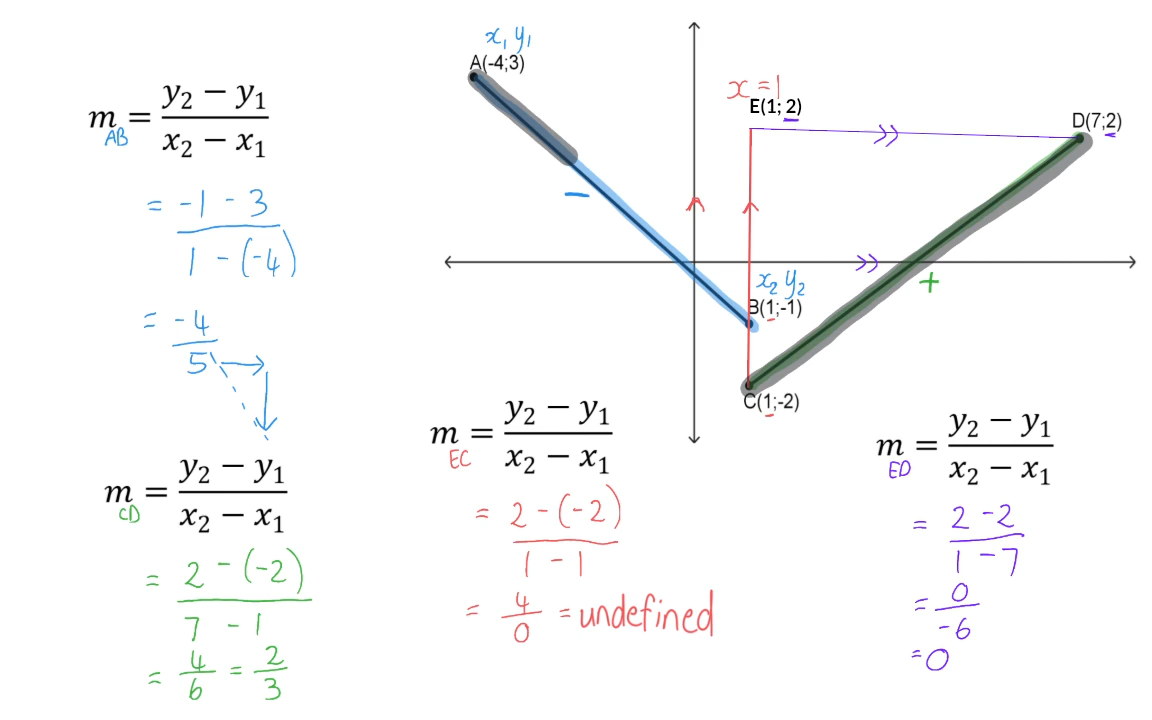 x₁ y₁
A(-4;3)
x = 1
E(1; 2)
D(7;2)
−
+
x₂ y₂
B(1;-1)
C(1;-2)
m_AB = (y₂ − y₁)/(x₂ − x₁)
= (-1 - 3)/(1 - (-4))
= -4/5
m_CD = (y₂ − y₁)/(x₂ − x₁)
= (2 - (-2))/(7 - 1)
= 4/6 = 2/3
m_EC = (y₂ − y₁)/(x₂ − x₁)
= (2 - (-2))/(1 - 1)
= 4/0 = undefined
m_ED = (y₂ − y₁)/(x₂ − x₁)
= (2 - 2)/(1 - 7)
= 0/-6
= 0